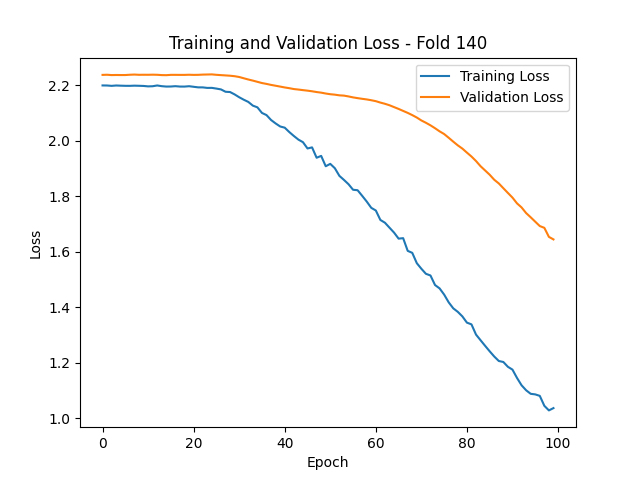 Training and Validation Loss - Fold 140
Training Loss
Validation Loss
2.2
2.0
1.8
1.6
1.4
1.2
1.0
Loss
0 20 40 60 80 100
Epoch